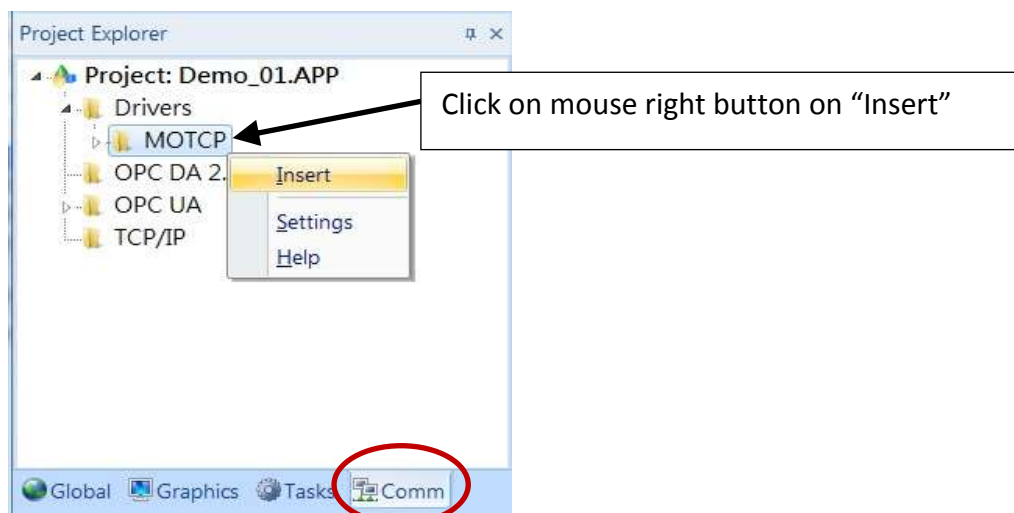 Project Explorer
Project: Demo_01.APP
Click on mouse right button on “Insert”
Drivers
MOTCP
OPC DA 2.
Insert
OPC UA
Settings
TCP/IP
Help
Global Graphics Tasks Comm